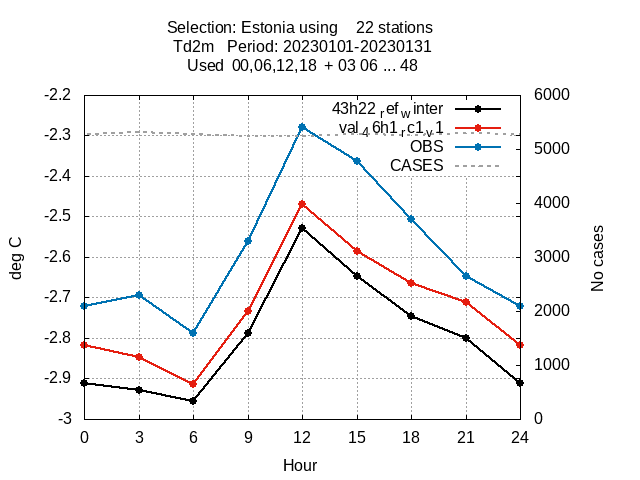 Selection: Estonia using 22 stations
Td2m Period: 20230101-20230131
Used 00,06,12,18 + 03 06 ... 48
-2.2
-2.3
-2.4
-2.5
-2.6
-2.7
-2.8
-2.9
-3
deg C
43h22ref_winter
val_46h1rc1v1
OBS
CASES
6000
5000
4000
3000
2000
1000
0
No cases
0 3 6 9 12 15 18 21 24
Hour